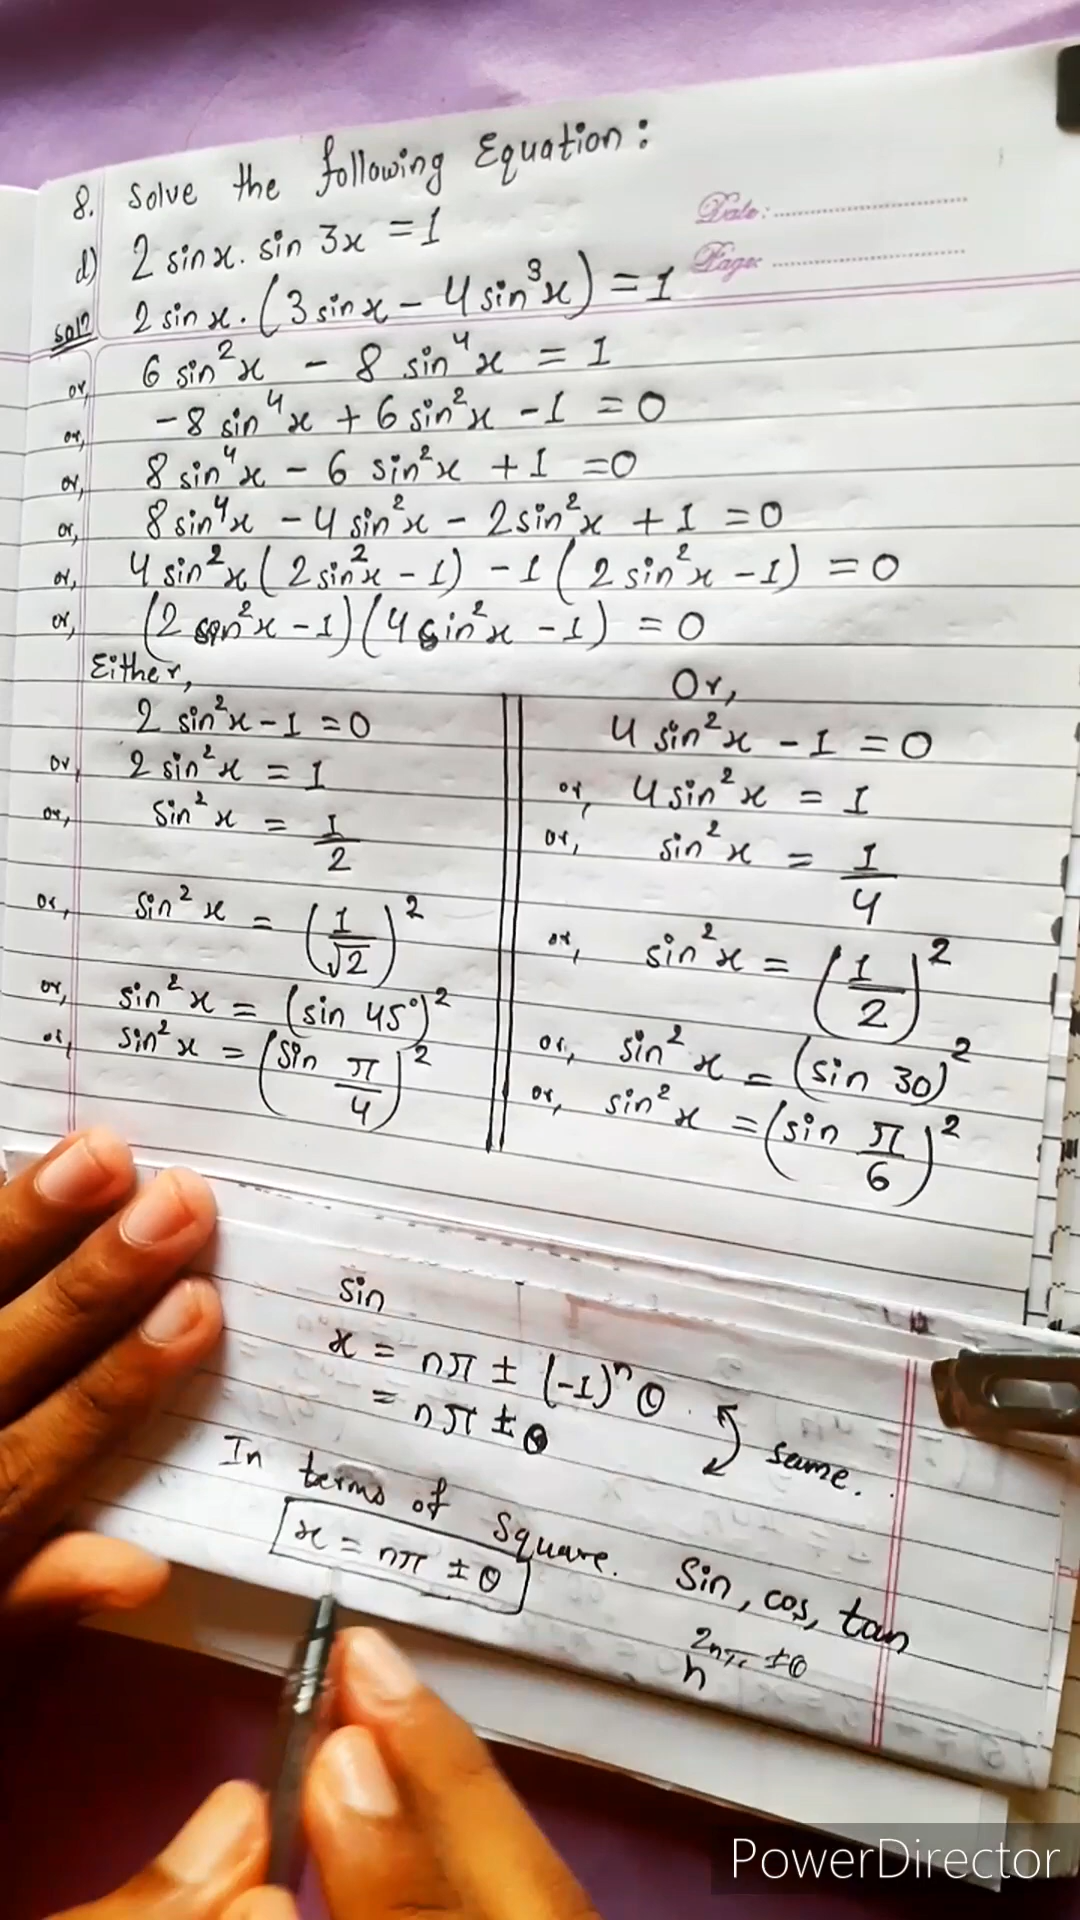 8. Solve the following Equation:
Date:
d) 2 sin x. sin 3x = 1
Page:
soln 2 sin x. (3 sin x - 4 sin³x) = 1
or, 6 sin²x - 8 sin⁴x = 1
or, -8 sin⁴x + 6 sin²x - 1 = 0
or, 8 sin⁴x - 6 sin²x + 1 = 0
or, 8 sin⁴x - 4 sin²x - 2 sin²x + 1 = 0
or, 4 sin²x (2 sin²x - 1) - 1 (2 sin²x - 1) = 0
or, (2 sin²x - 1)(4 sin²x - 1) = 0
Either,
2 sin²x - 1 = 0
or 2 sin²x = 1
or, sin²x = 1/2
or, sin²x = (1/√2)²
or, sin²x = (sin 45°)²
or, sin²x = (sin π/4)²
Or,
4 sin²x - 1 = 0
or, 4 sin²x = 1
or, sin²x = 1/4
or, sin²x = (1/2)²
or, sin²x = (sin 30)²
or, sin²x = (sin π/6)²
sin
x = nπ ± (-1)ⁿ θ
= nπ ± θ
same.
In terms of square. Sin, cos, tan
x = nπ ± θ
2nπ ± θ
n
PowerDirector